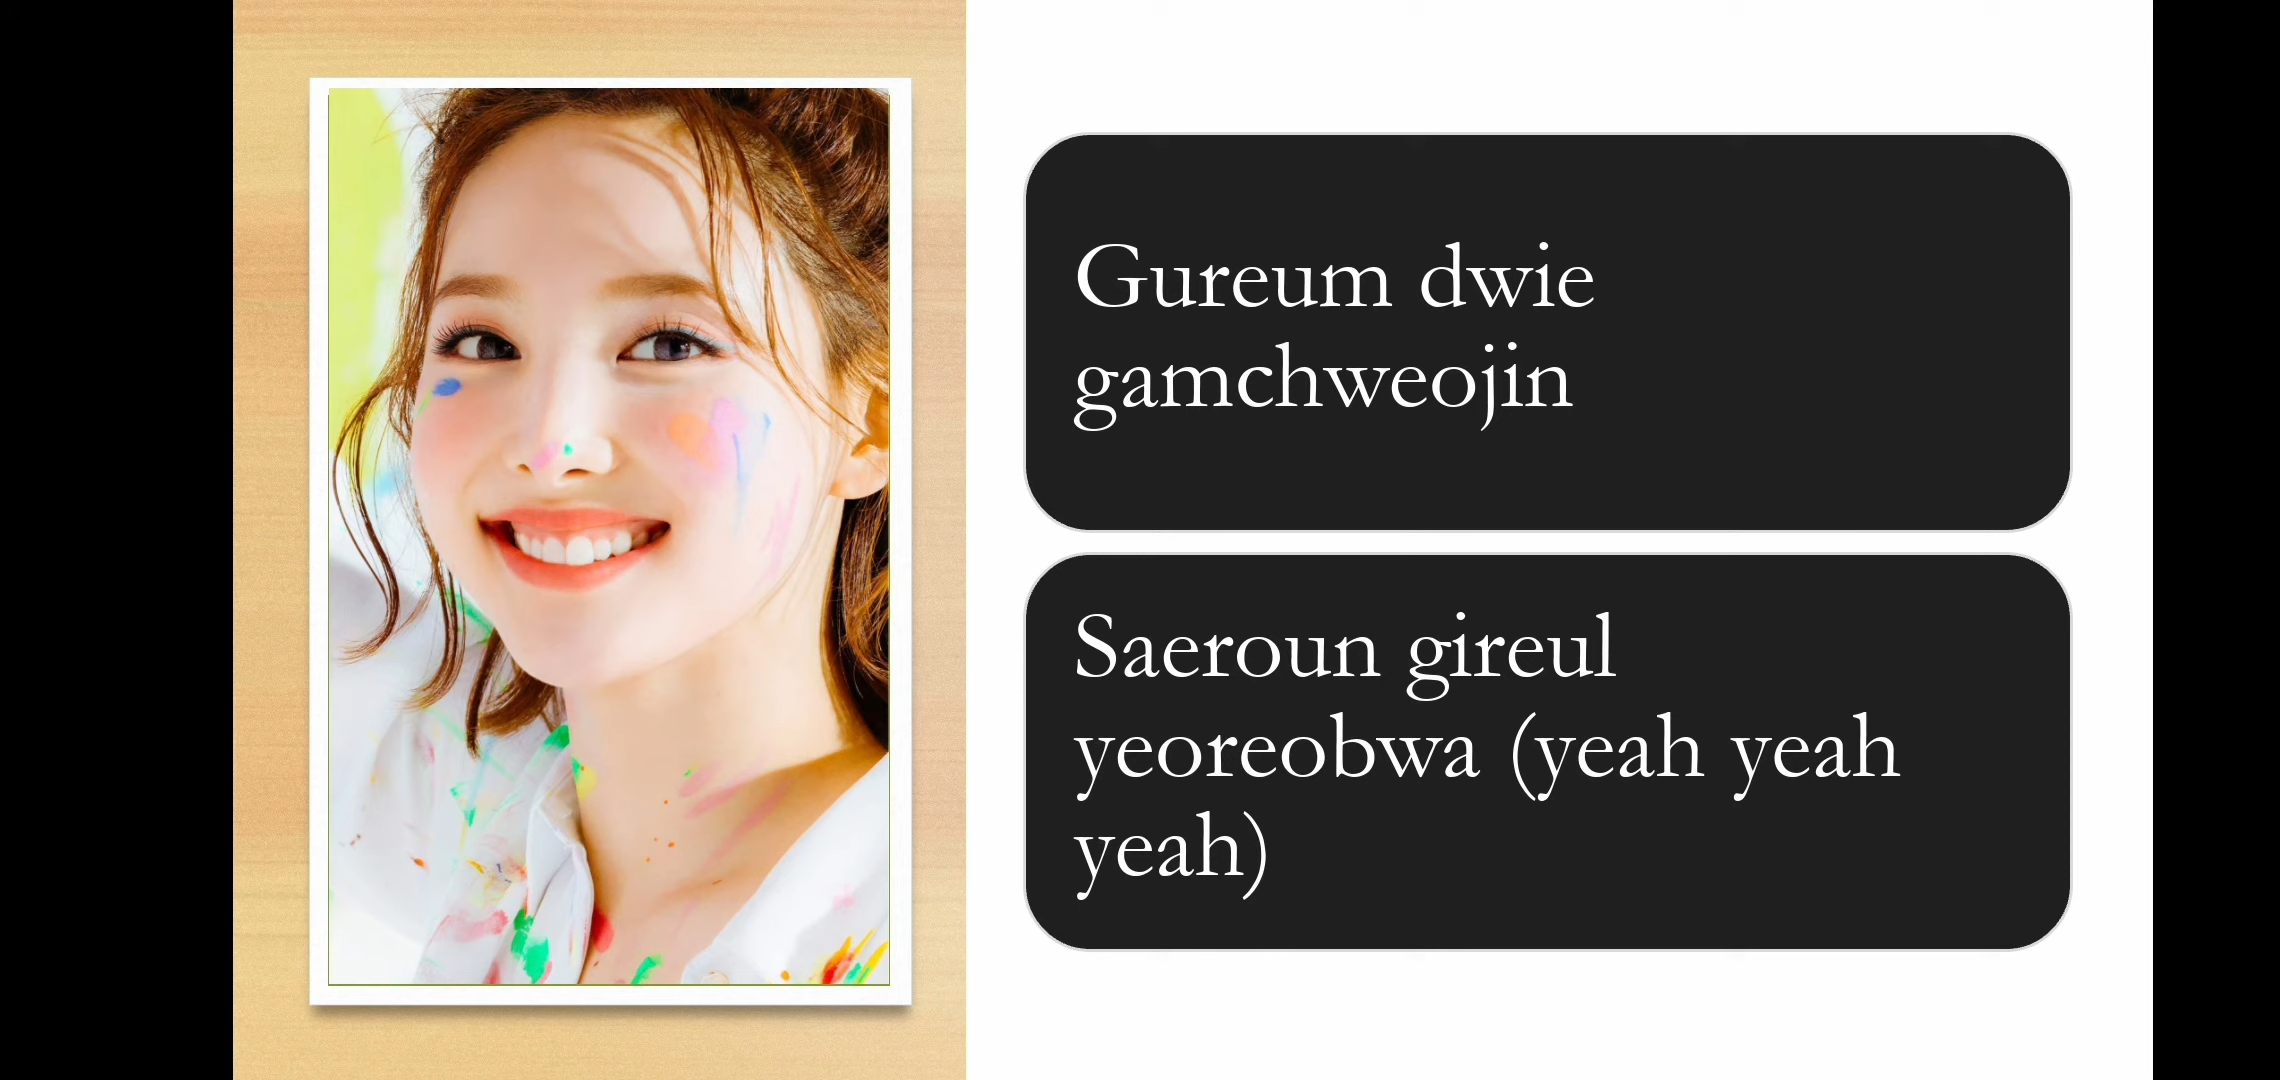 Gureum dwie
gamchweojin
Saeroun gireul
yeoreobwa (yeah yeah
yeah)